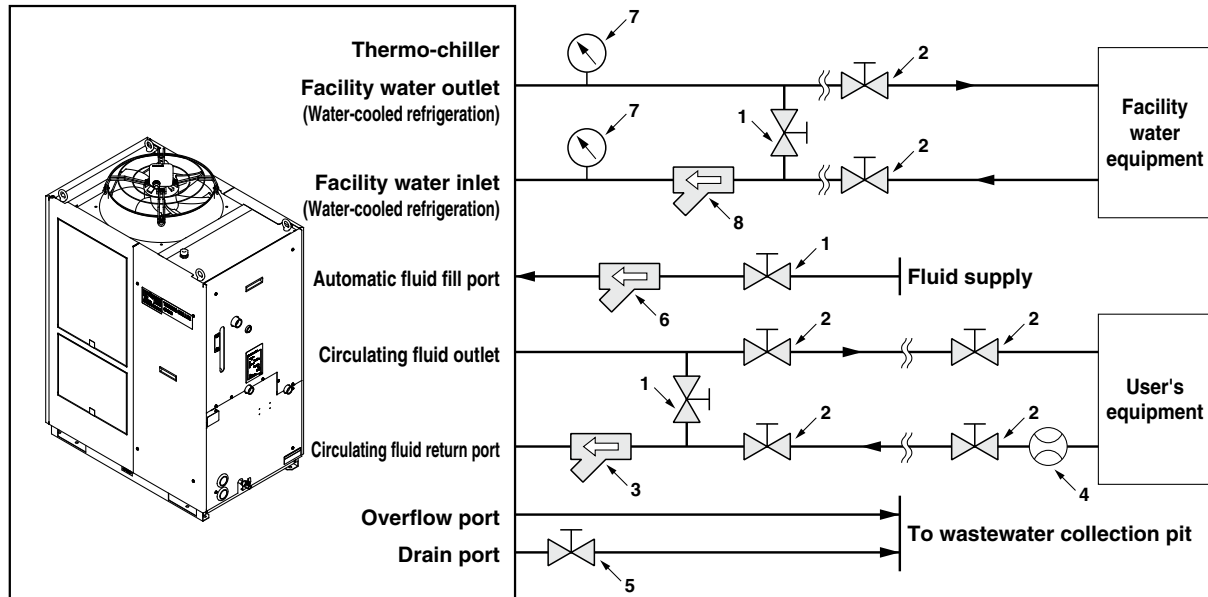 7
Thermo-chiller
2
Facility water outlet
(Water-cooled refrigeration)
1
7
2
Facility
water
equipment
Facility water inlet
(Water-cooled refrigeration)
8
1
Automatic fluid fill port
Fluid supply
6
2
2
Circulating fluid outlet
1
User's
equipment
2
2
Circulating fluid return port
3
4
Overflow port
To wastewater collection pit
Drain port
5